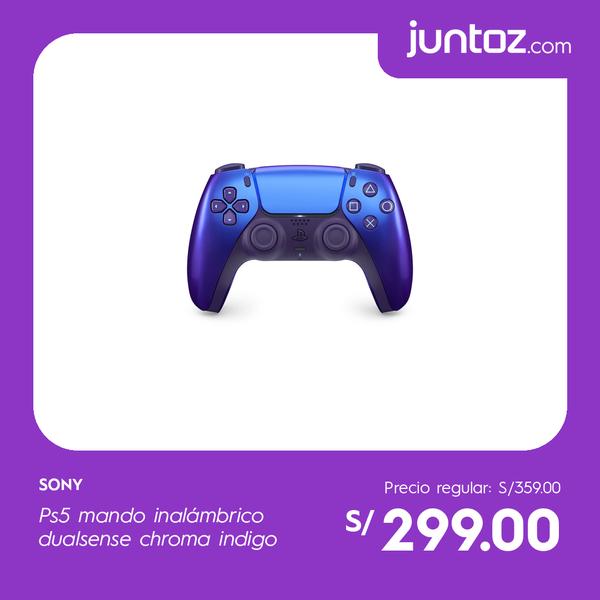 juntoz.com
SONY
Ps5 mando inalámbrico
dualsense chroma indigo
Precio regular: S/359.00
S/ 299.00